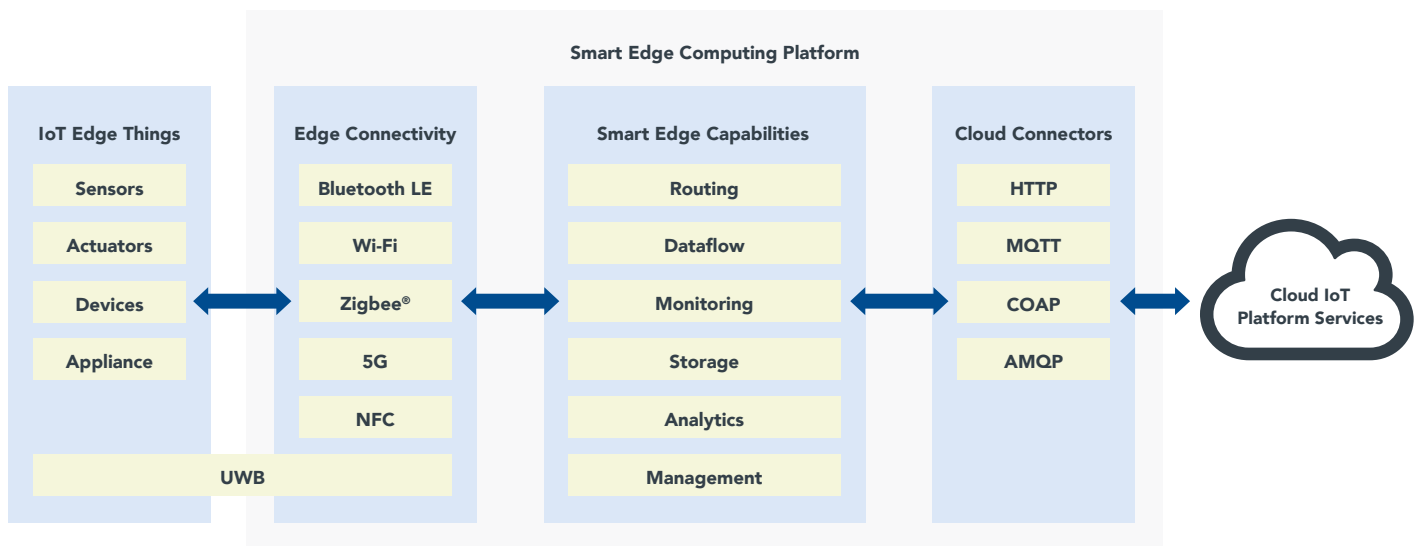 Smart Edge Computing Platform
IoT Edge Things
Sensors
Actuators
Devices
Appliance
Edge Connectivity
Bluetooth LE
Wi-Fi
Zigbee®
5G
NFC
UWB
Smart Edge Capabilities
Routing
Dataflow
Monitoring
Storage
Analytics
Management
Cloud Connectors
HTTP
MQTT
COAP
AMQP
Cloud IoT
Platform Services